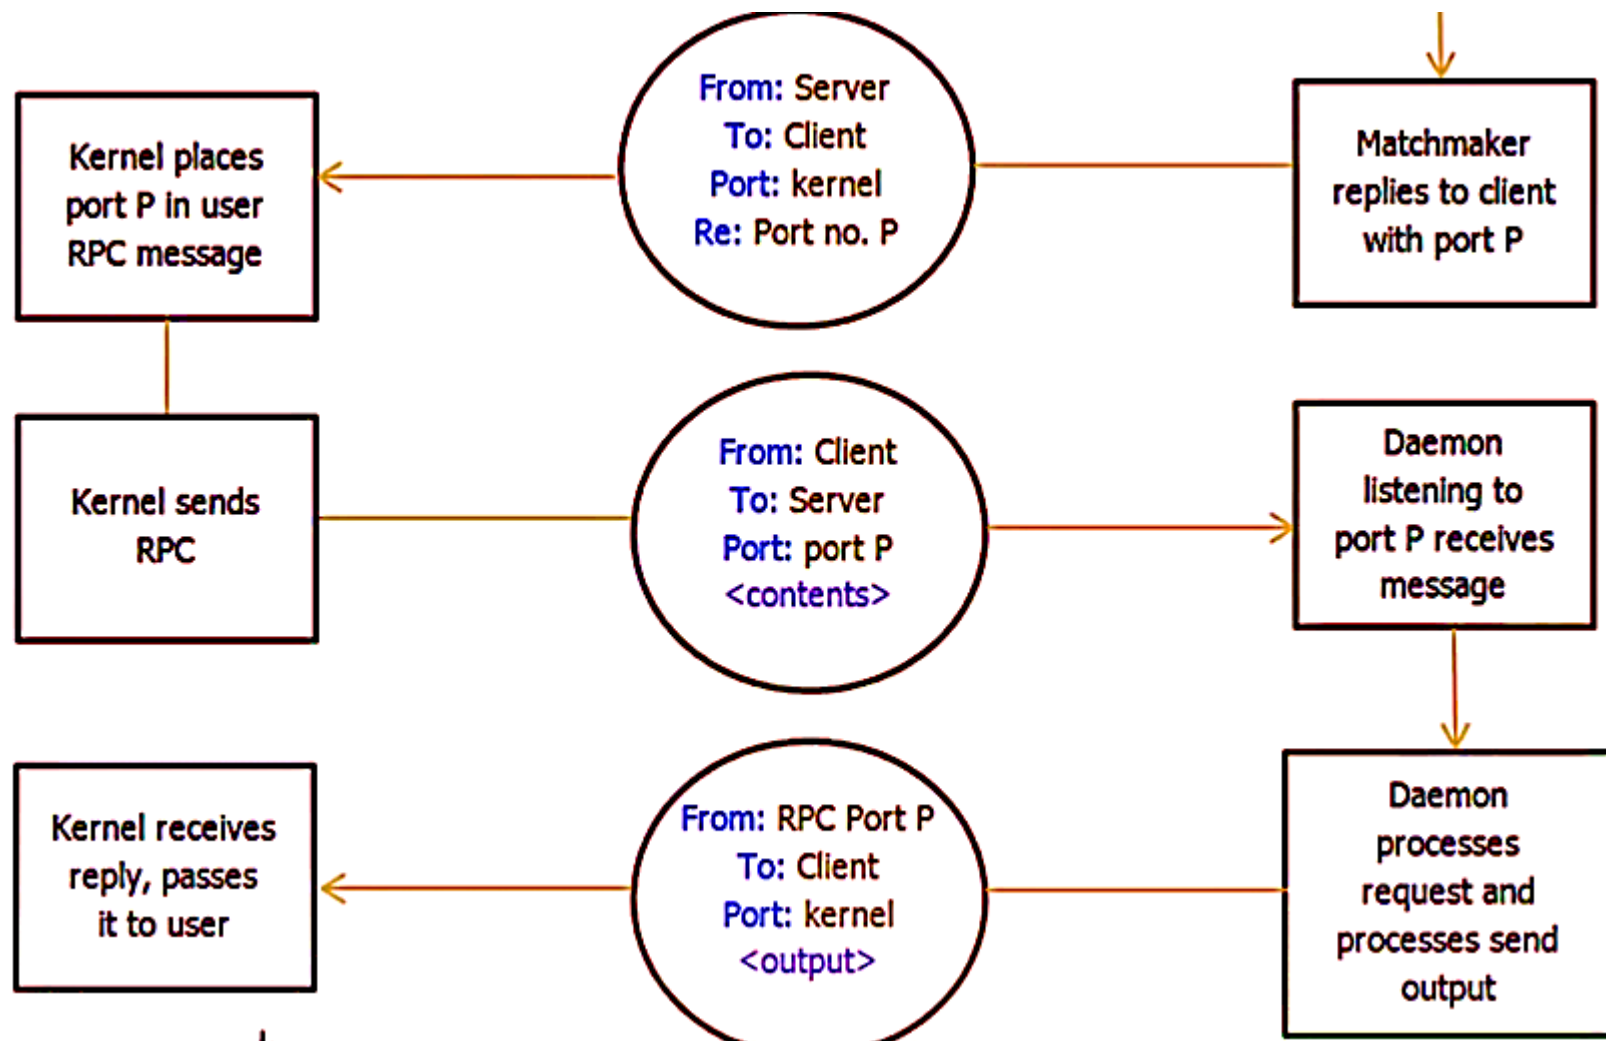 Kernel places
port P in user
RPC message
From: Server
To: Client
Port: kernel
Re: Port no. P
Matchmaker
replies to client
with port P
Kernel sends
RPC
From: Client
To: Server
Port: port P
<contents>
Daemon
listening to
port P receives
message
Kernel receives
reply, passes
it to user
From: RPC Port P
To: Client
Port: kernel
<output>
Daemon
processes
request and
processes send
output